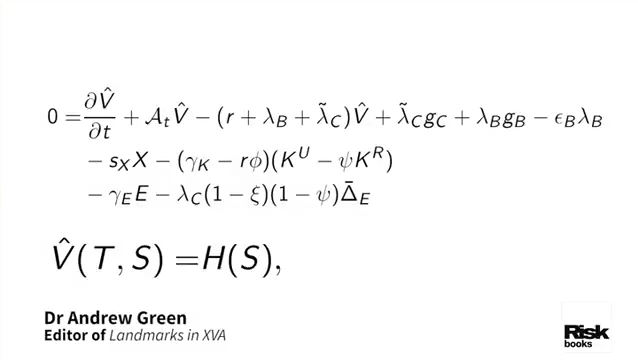 0 = ∂V̂/∂t + 𝒜ₜV̂ − (r + λ_B + λ̃_C)V̂ + λ̃_C g_C + λ_B g_B − ϵ_B λ_B
− s_X X − (γ_K − rϕ)(K^U − ψK^R)
− γ_E E − λ_C(1 − ξ)(1 − ψ)Δ̄_E
V̂(T, S) = H(S),
Dr Andrew Green
Editor of Landmarks in XVA
Risk
books